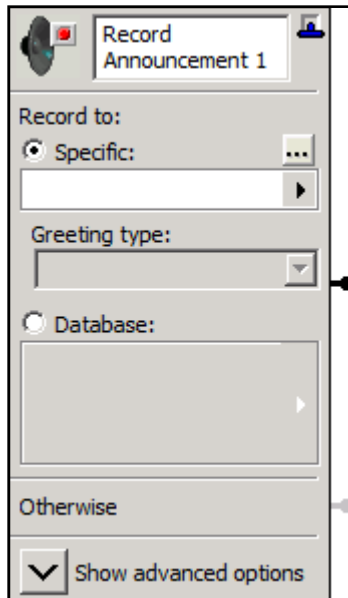 Record
Announcement 1
Record to:
Specific:
...
Greeting type:
Database:
Otherwise
Show advanced options